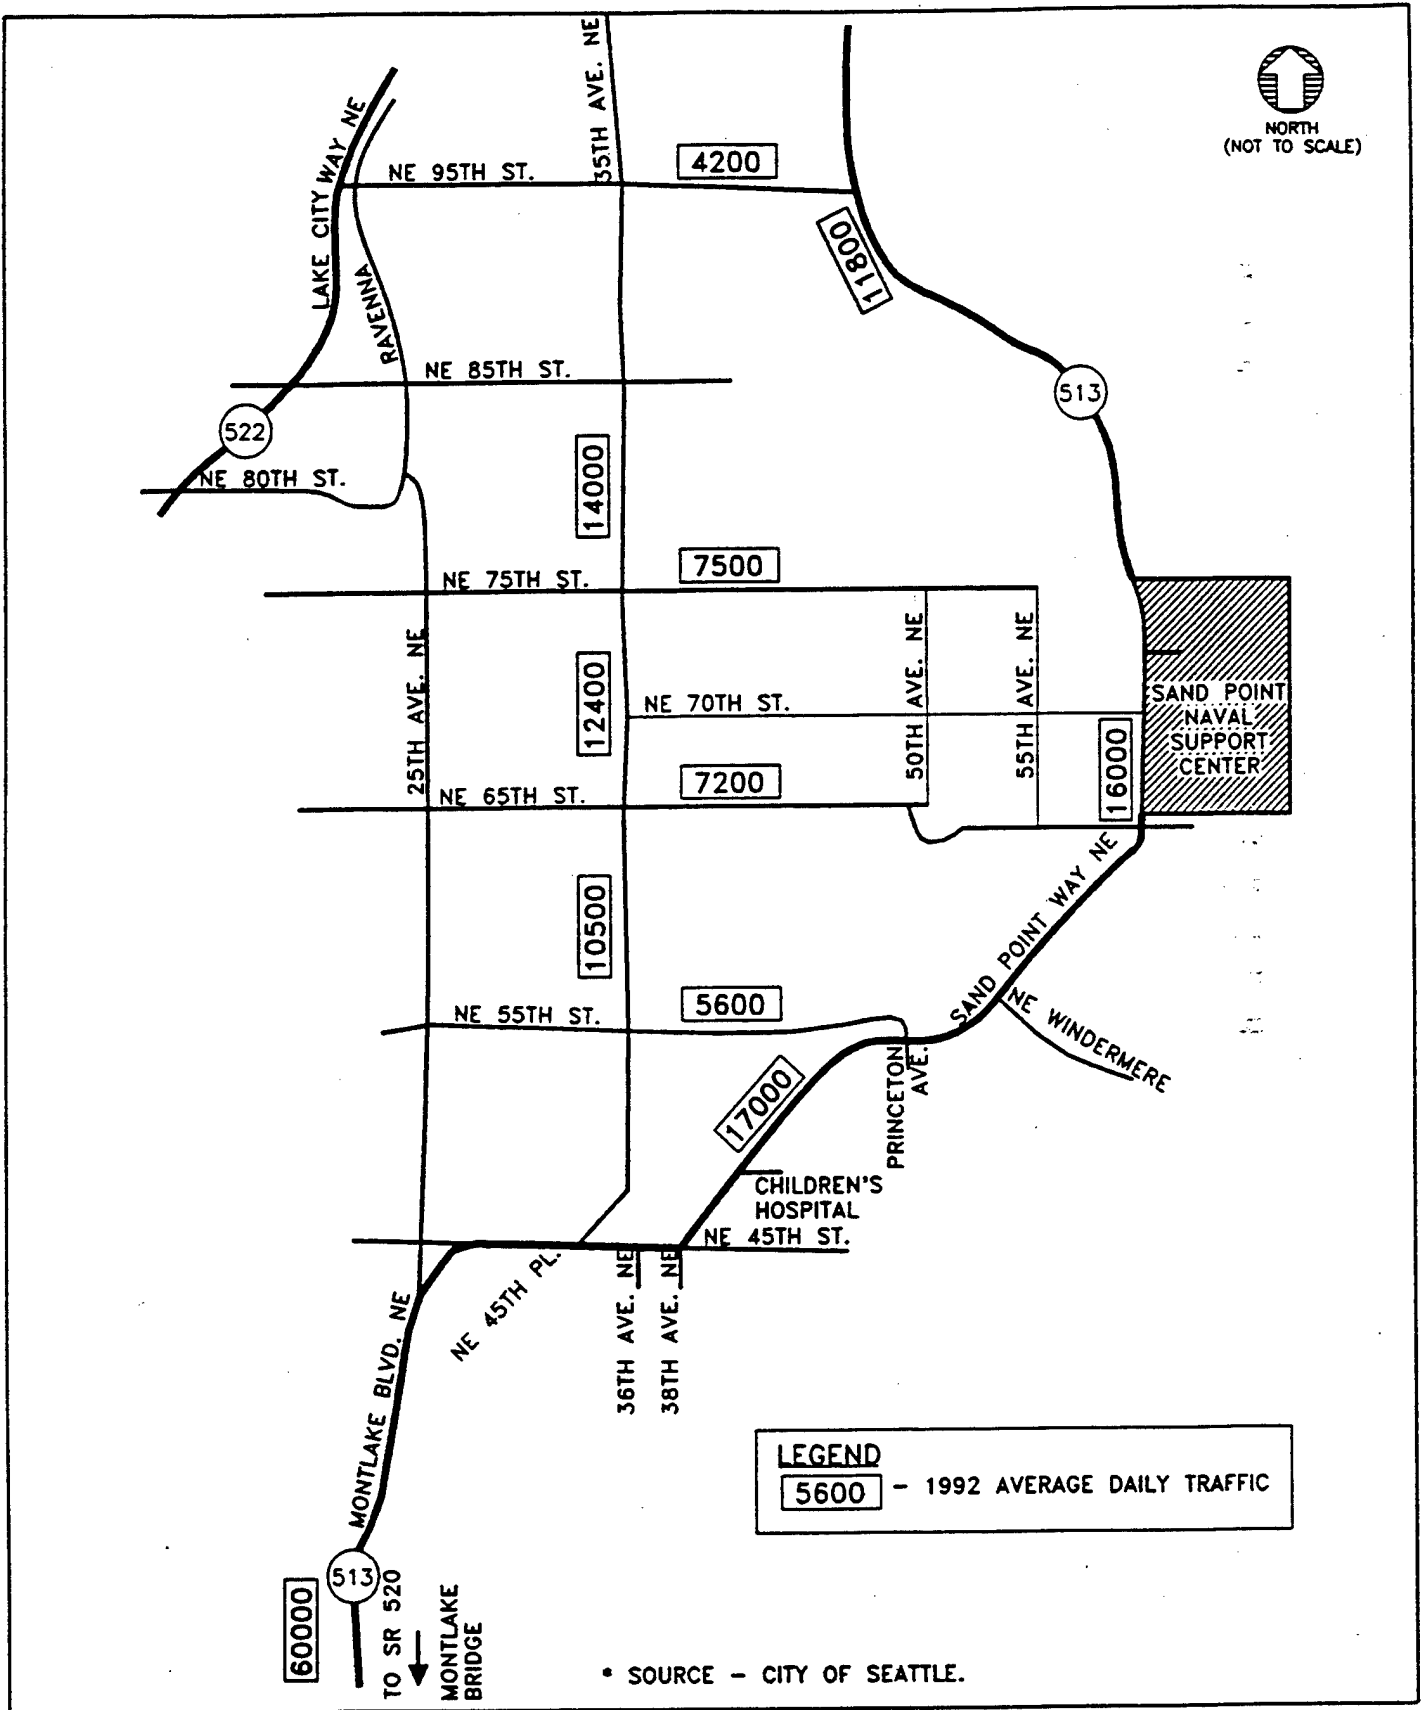 35TH AVE. NE
NORTH
(NOT TO SCALE)
LAKE CITY WAY NE
NE 95TH ST.
4200
11800
RAVENNA
NE 85TH ST.
513
522
NE 80TH ST.
14000
NE 75TH ST.
7500
25TH AVE. NE
12400
50TH AVE. NE
55TH AVE. NE
NE 70TH ST.
SAND POINT
NAVAL
SUPPORT
CENTER
16000
NE 65TH ST.
7200
10500
SAND POINT WAY NE
NE 55TH ST.
5600
NE WINDERMERE
PRINCETON
AVE.
17000
CHILDREN'S
HOSPITAL
NE 45TH ST.
NE 45TH PL.
36TH AVE. NE
38TH AVE. NE
MONTLAKE BLVD. NE
LEGEND
5600 - 1992 AVERAGE DAILY TRAFFIC
513
60000
TO SR 520
MONTLAKE
BRIDGE
* SOURCE - CITY OF SEATTLE.